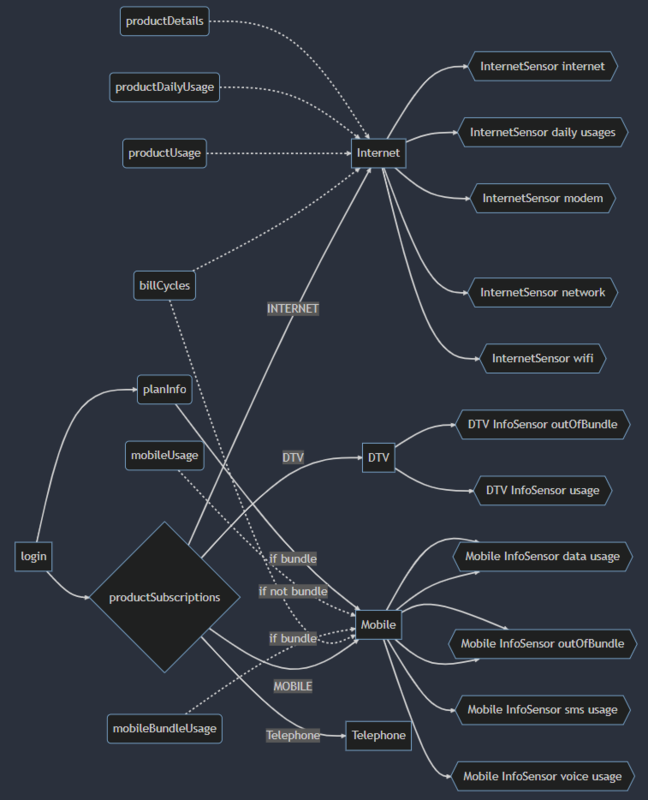 productDetails
InternetSensor internet
productDailyUsage
InternetSensor daily usages
productUsage
Internet
InternetSensor modem
billCycles
InternetSensor network
INTERNET
InternetSensor wifi
planInfo
DTV InfoSensor outOfBundle
mobileUsage
DTV
DTV
DTV InfoSensor usage
login
if bundle
Mobile InfoSensor data usage
productSubscriptions
if not bundle
Mobile
if bundle
Mobile InfoSensor outOfBundle
MOBILE
Mobile InfoSensor sms usage
mobileBundleUsage
Telephone
Telephone
Mobile InfoSensor voice usage